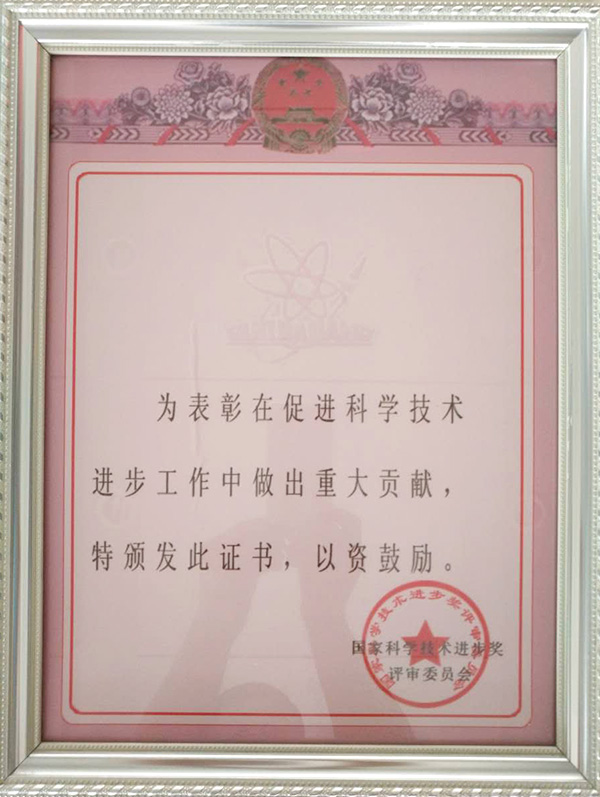 为表彰在促进科学技术
进步工作中做出重大贡献，
特颁发此证书，以资鼓励。
国家科学技术进步奖
评审委员会